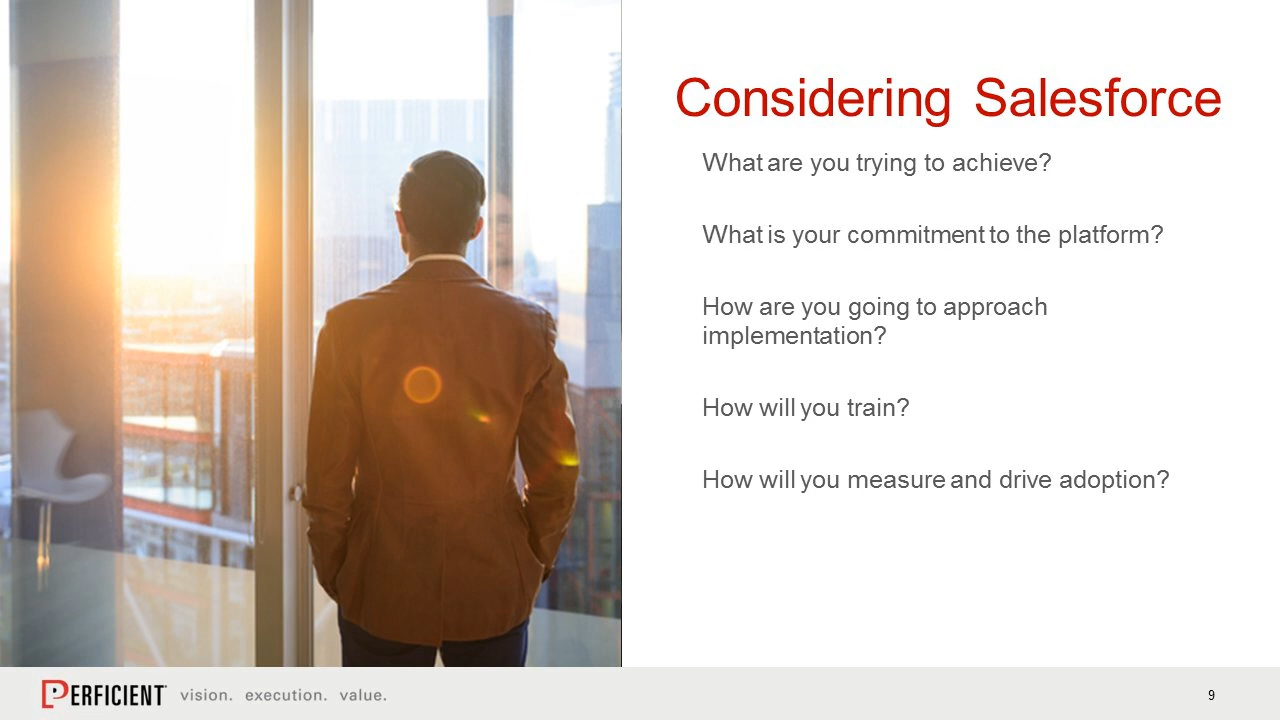 Considering Salesforce
What are you trying to achieve?
What is your commitment to the platform?
How are you going to approach
implementation?
How will you train?
How will you measure and drive adoption?
PERFICIENT vision. execution. value.
9